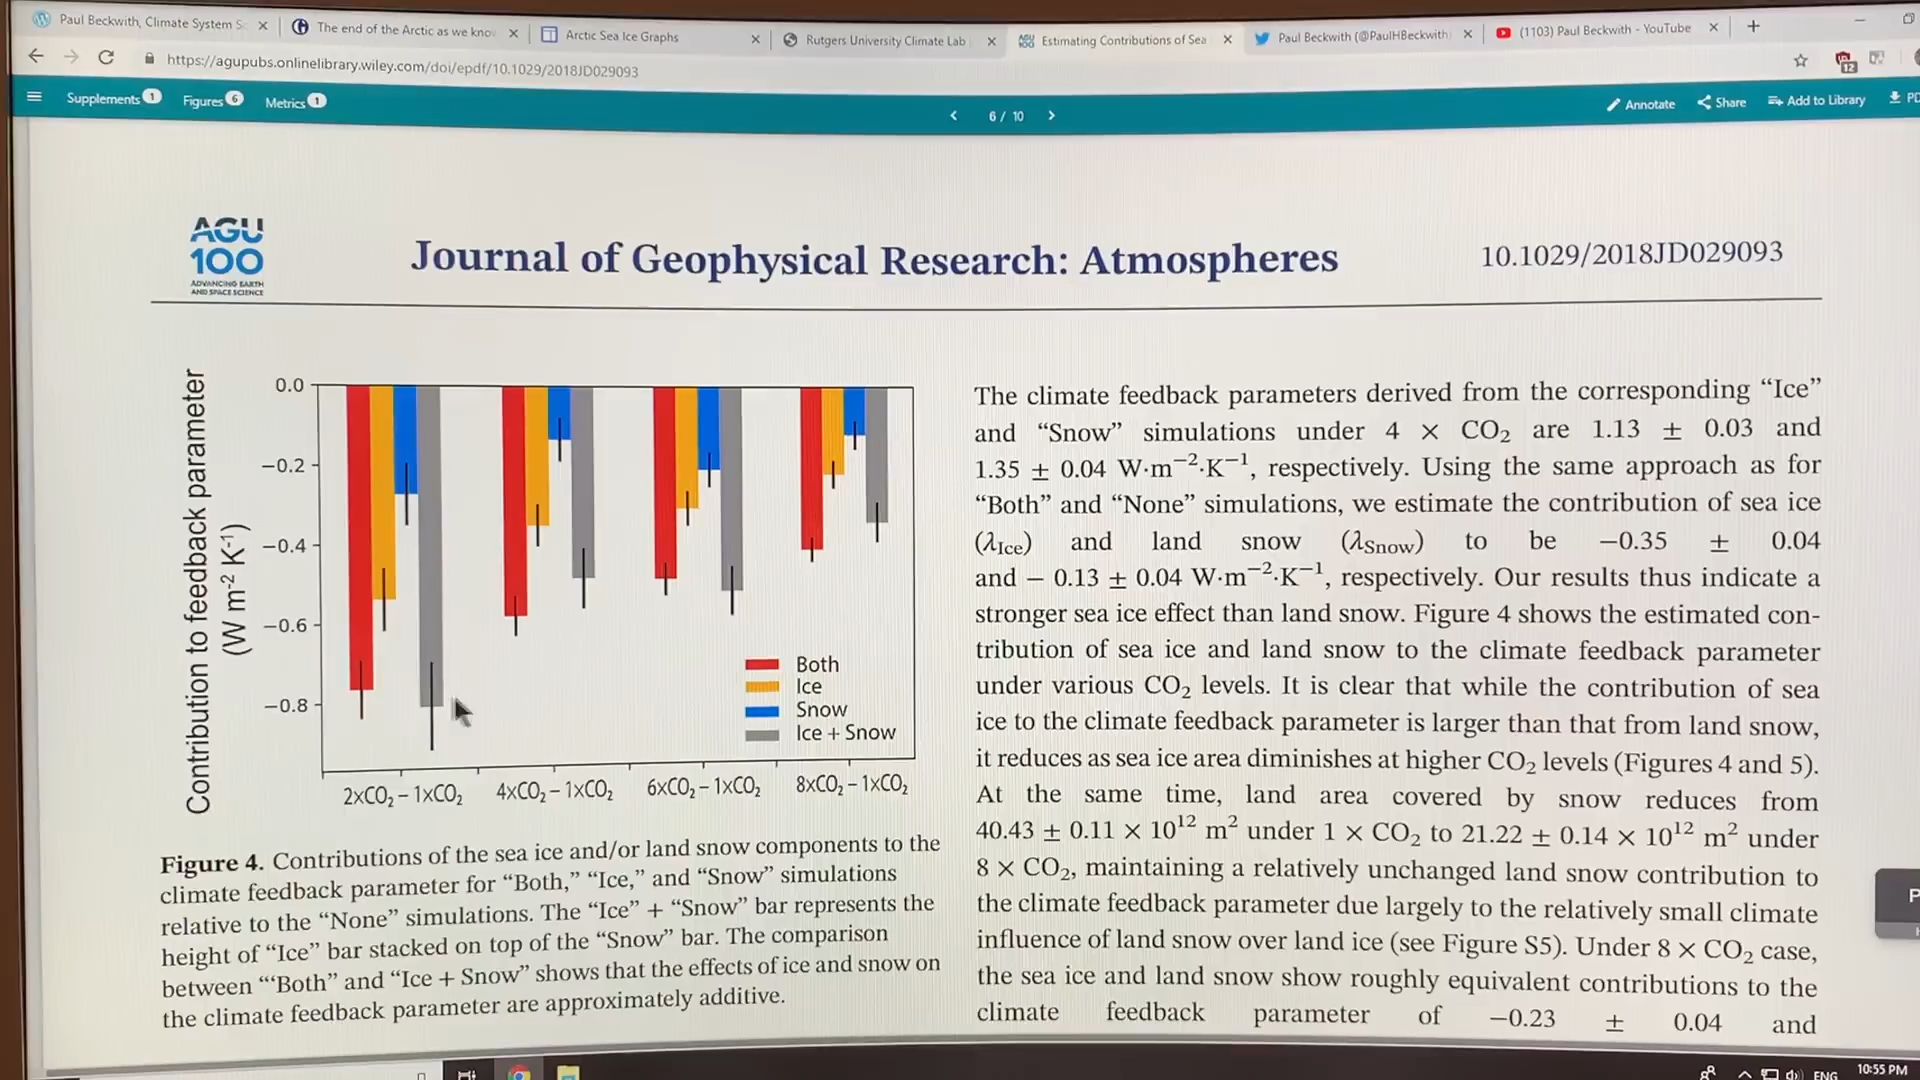 Paul Beckwith, Climate System S
The end of the Arctic as we kno
Arctic Sea Ice Graphs
Rutgers University Climate Lab
Estimating Contributions of Sea
Paul Beckwith (@PaulHBeckwith
(1103) Paul Beckwith - YouTube
https://agupubs.onlinelibrary.wiley.com/doi/epdf/10.1029/2018JD029093
12
Supplements 1
Figures 6
Metrics 1
6 / 10
Annotate
Share
Add to Library
PD
AGU
100
ADVANCING EARTH
AND SPACE SCIENCE
Journal of Geophysical Research: Atmospheres
10.1029/2018JD029093
Contribution to feedback parameter
(W m⁻² K⁻¹)
0.0
−0.2
−0.4
−0.6
−0.8
Both
Ice
Snow
Ice + Snow
2xCO₂ – 1xCO₂
4xCO₂ – 1xCO₂
6xCO₂ – 1xCO₂
8xCO₂ – 1xCO₂
Figure 4. Contributions of the sea ice and/or land snow components to the
climate feedback parameter for “Both,” “Ice,” and “Snow” simulations
relative to the “None” simulations. The “Ice” + “Snow” bar represents the
height of “Ice” bar stacked on top of the “Snow” bar. The comparison
between “‘Both” and “Ice + Snow” shows that the effects of ice and snow on
the climate feedback parameter are approximately additive.
The climate feedback parameters derived from the corresponding “Ice”
and “Snow” simulations under 4 × CO₂ are 1.13 ± 0.03 and
1.35 ± 0.04 W·m⁻²·K⁻¹, respectively. Using the same approach as for
“Both” and “None” simulations, we estimate the contribution of sea ice
(λIce) and land snow (λSnow) to be −0.35 ± 0.04
and − 0.13 ± 0.04 W·m⁻²·K⁻¹, respectively. Our results thus indicate a
stronger sea ice effect than land snow. Figure 4 shows the estimated con-
tribution of sea ice and land snow to the climate feedback parameter
under various CO₂ levels. It is clear that while the contribution of sea
ice to the climate feedback parameter is larger than that from land snow,
it reduces as sea ice area diminishes at higher CO₂ levels (Figures 4 and 5).
At the same time, land area covered by snow reduces from
40.43 ± 0.11 × 10¹² m² under 1 × CO₂ to 21.22 ± 0.14 × 10¹² m² under
8 × CO₂, maintaining a relatively unchanged land snow contribution to
the climate feedback parameter due largely to the relatively small climate
influence of land snow over land ice (see Figure S5). Under 8 × CO₂ case,
the sea ice and land snow show roughly equivalent contributions to the
climate feedback parameter of −0.23 ± 0.04 and
P
ENG
10:55 PM